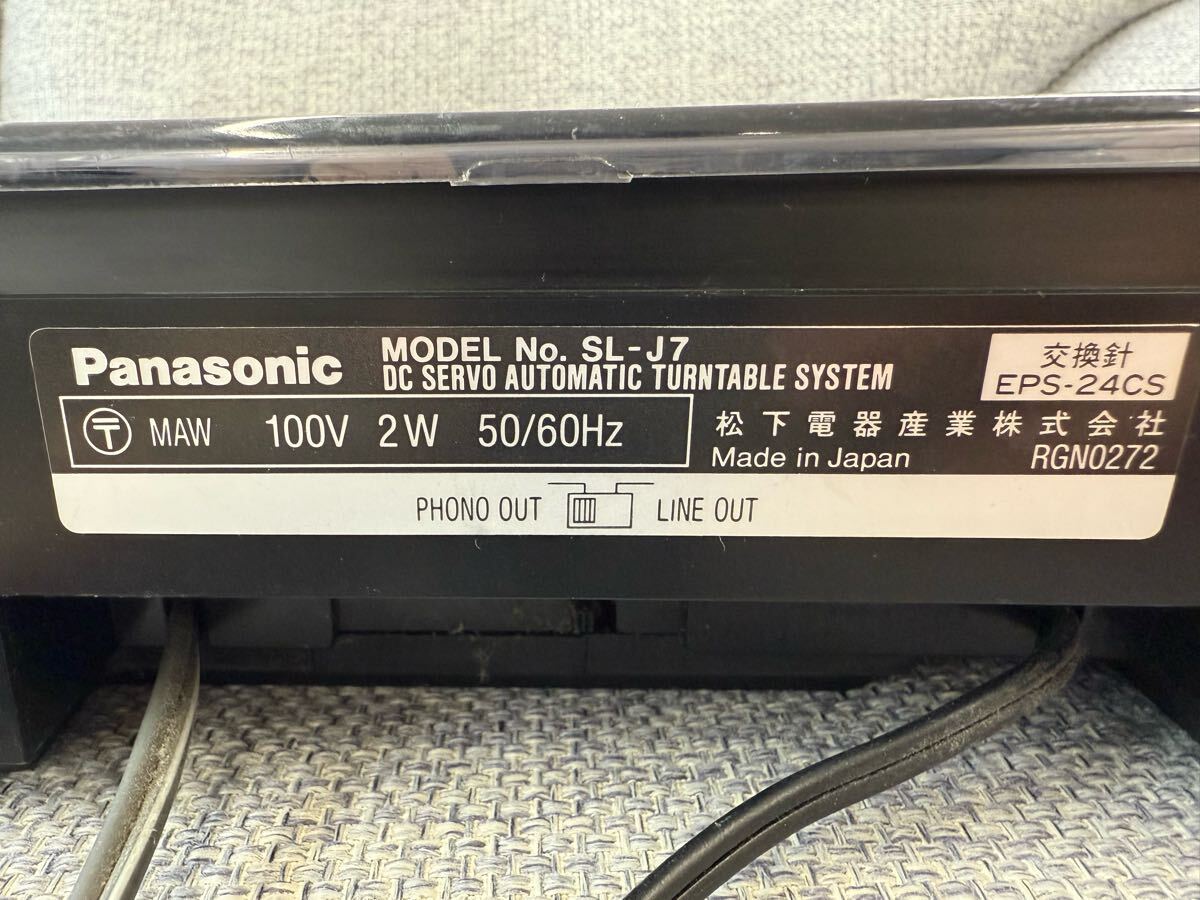 Panasonic
MODEL No. SL-J7
DC SERVO AUTOMATIC TURNTABLE SYSTEM
交換針
EPS-24CS
〒 MAW 100V 2W 50/60Hz
松下電器産業株式会社
Made in Japan RGN0272
PHONO OUT LINE OUT